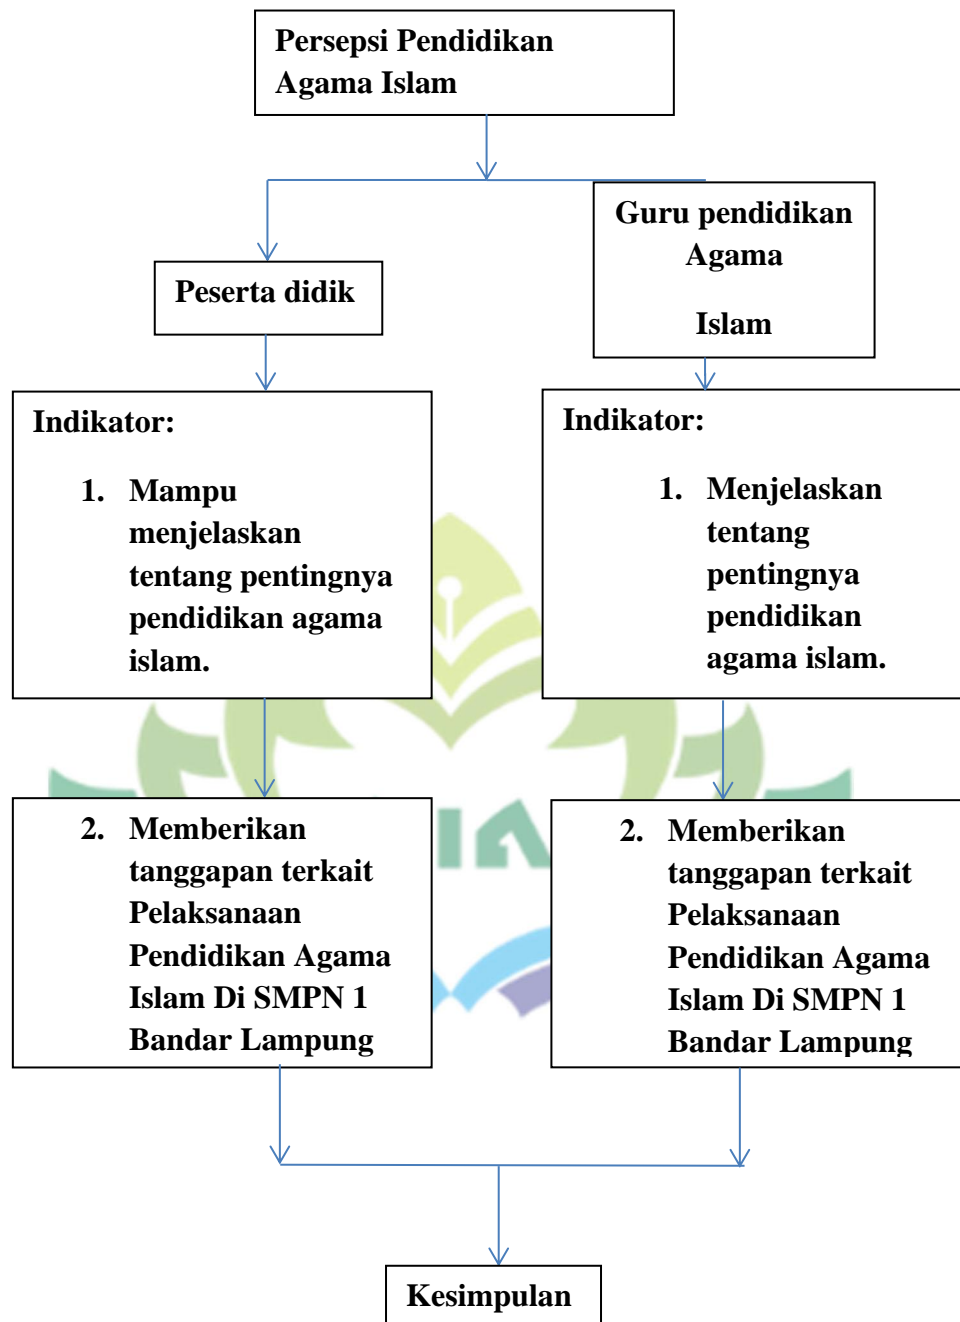 Persepsi Pendidikan
Agama Islam
Guru pendidikan
Agama
Islam
Peserta didik
Indikator:
1. Mampu
menjelaskan
tentang pentingnya
pendidikan agama
islam.
Indikator:
1. Menjelaskan
tentang
pentingnya
pendidikan
agama islam.
2. Memberikan
tanggapan terkait
Pelaksanaan
Pendidikan Agama
Islam Di SMPN 1
Bandar Lampung
2. Memberikan
tanggapan terkait
Pelaksanaan
Pendidikan Agama
Islam Di SMPN 1
Bandar Lampung
Kesimpulan